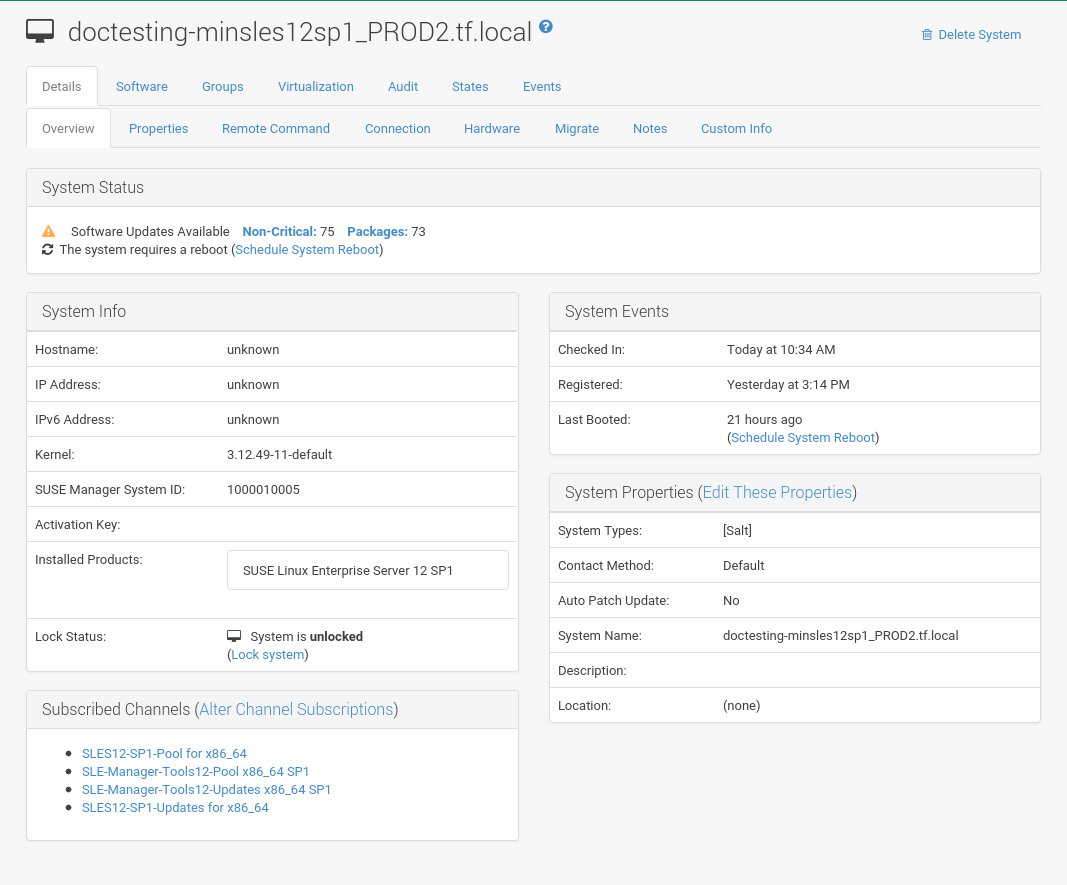 doctesting-minsles12sp1_PROD2.tf.local ?
Delete System
Details Software Groups Virtualization Audit States Events
Overview Properties Remote Command Connection Hardware Migrate Notes Custom Info
System Status
Software Updates Available Non-Critical: 75 Packages: 73
The system requires a reboot (Schedule System Reboot)
System Info
Hostname: unknown
IP Address: unknown
IPv6 Address: unknown
Kernel: 3.12.49-11-default
SUSE Manager System ID: 1000010005
Activation Key:
Installed Products: SUSE Linux Enterprise Server 12 SP1
Lock Status: System is unlocked
(Lock system)
Subscribed Channels (Alter Channel Subscriptions)
SLES12-SP1-Pool for x86_64
SLE-Manager-Tools12-Pool x86_64 SP1
SLE-Manager-Tools12-Updates x86_64 SP1
SLES12-SP1-Updates for x86_64
System Events
Checked In: Today at 10:34 AM
Registered: Yesterday at 3:14 PM
Last Booted: 21 hours ago
(Schedule System Reboot)
System Properties (Edit These Properties)
System Types: [Salt]
Contact Method: Default
Auto Patch Update: No
System Name: doctesting-minsles12sp1_PROD2.tf.local
Description:
Location: (none)